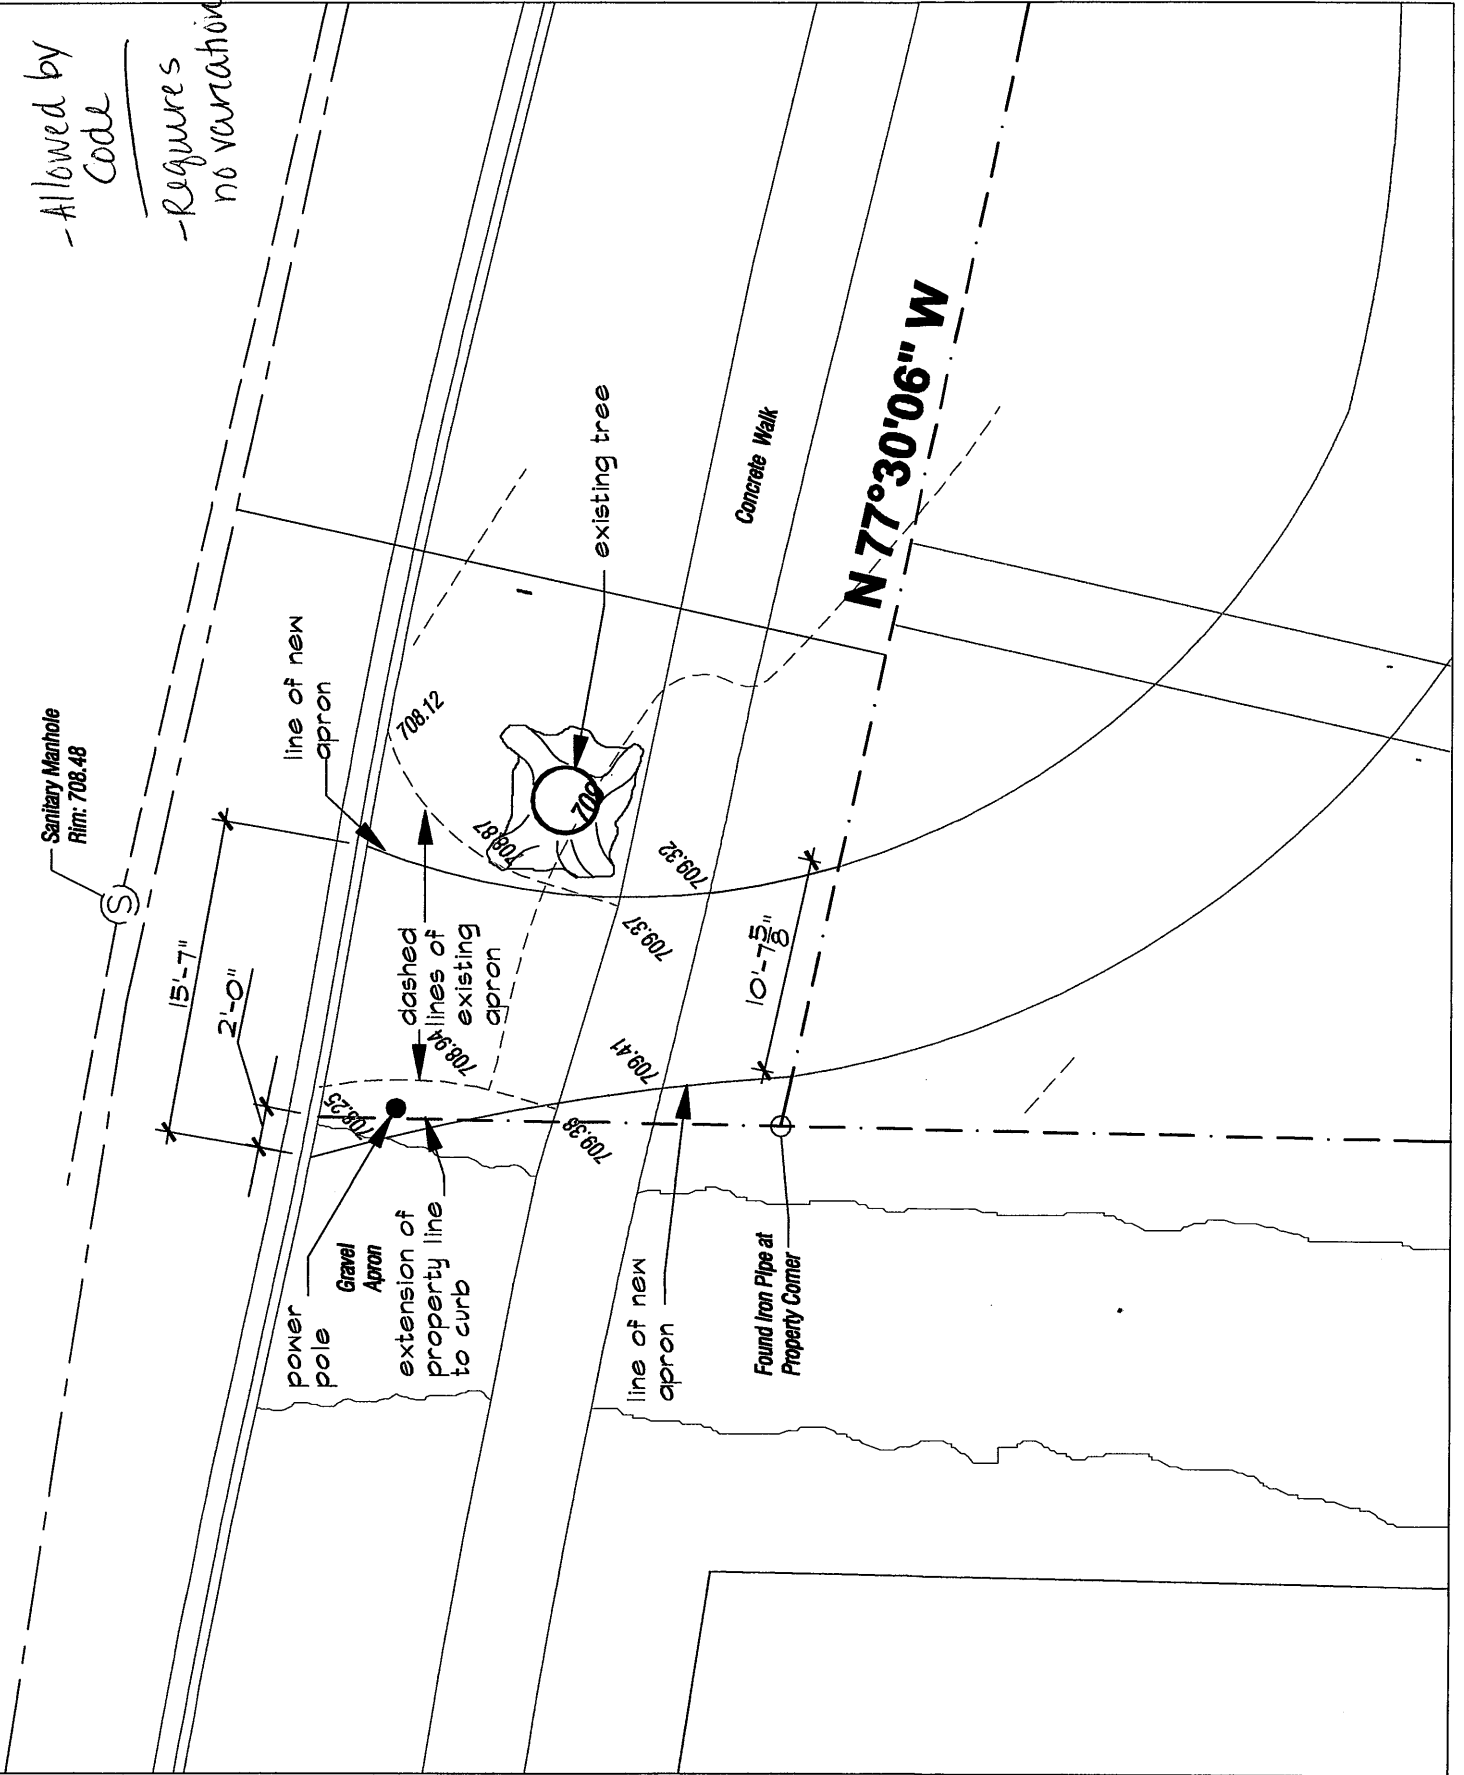 -Allowed by
Code
-Requires
no variation
Sanitary Manhole
Rim: 708.48
15'-7"
2'-0"
line of new
apron
708.12
existing tree
708.87
709
dashed
lines of
existing
apron
708.94
708.25
709.32
709.37
709.41
709.38
10'-7 5/8"
Concrete Walk
N 77°30'06" W
power
pole
Gravel
Apron
extension of
property line
to curb
line of new
apron
Found Iron Pipe at
Property Corner
S